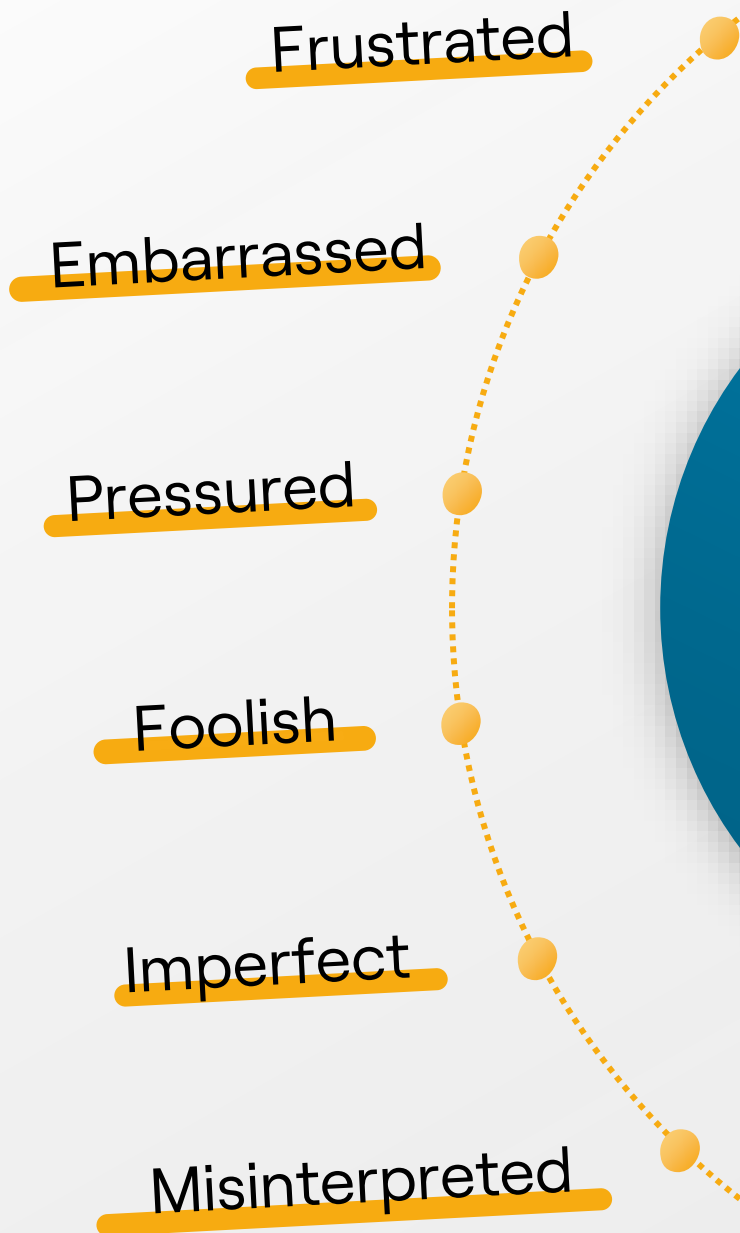 Frustrated
Embarrassed
Pressured
Foolish
Imperfect
Misinterpreted